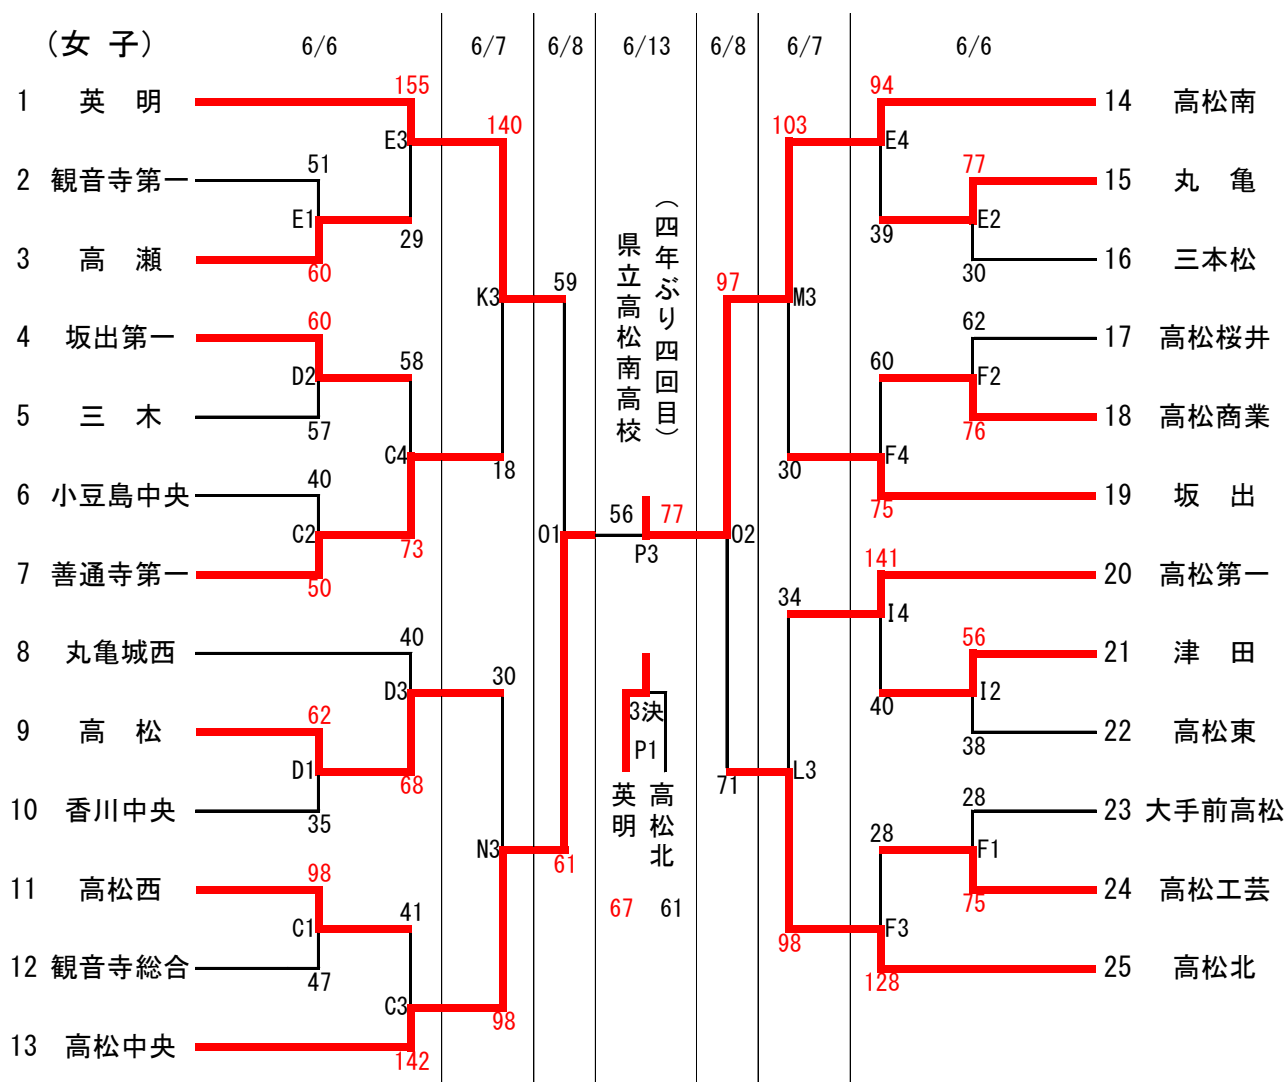 (女 子)
6/6
6/7
6/8
6/13
6/8
6/7
6/6
1 英 明
2 観音寺第一
3 高 瀬
4 坂出第一
5 三 木
6 小豆島中央
7 善通寺第一
8 丸亀城西
9 高 松
10 香川中央
11 高松西
12 観音寺総合
13 高松中央
155
E3
51
E1
29
60
60
D2
58
57
C4
40
C2
73
50
40
D3
62
D1
68
35
98
C1
41
47
C3
142
140
K3
18
30
N3
98
59
O1
61
県立高松南高校
(四年ぶり四回目)
56
77
P3
3決
P1
英明
高松北
67
61
97
O2
71
103
M3
30
34
L3
98
94
E4
77
E2
39
30
62
60
F2
76
F4
75
141
I4
56
I2
40
38
28
28
F1
75
F3
128
14 高松南
15 丸 亀
16 三本松
17 高松桜井
18 高松商業
19 坂 出
20 高松第一
21 津 田
22 高松東
23 大手前高松
24 高松工芸
25 高松北